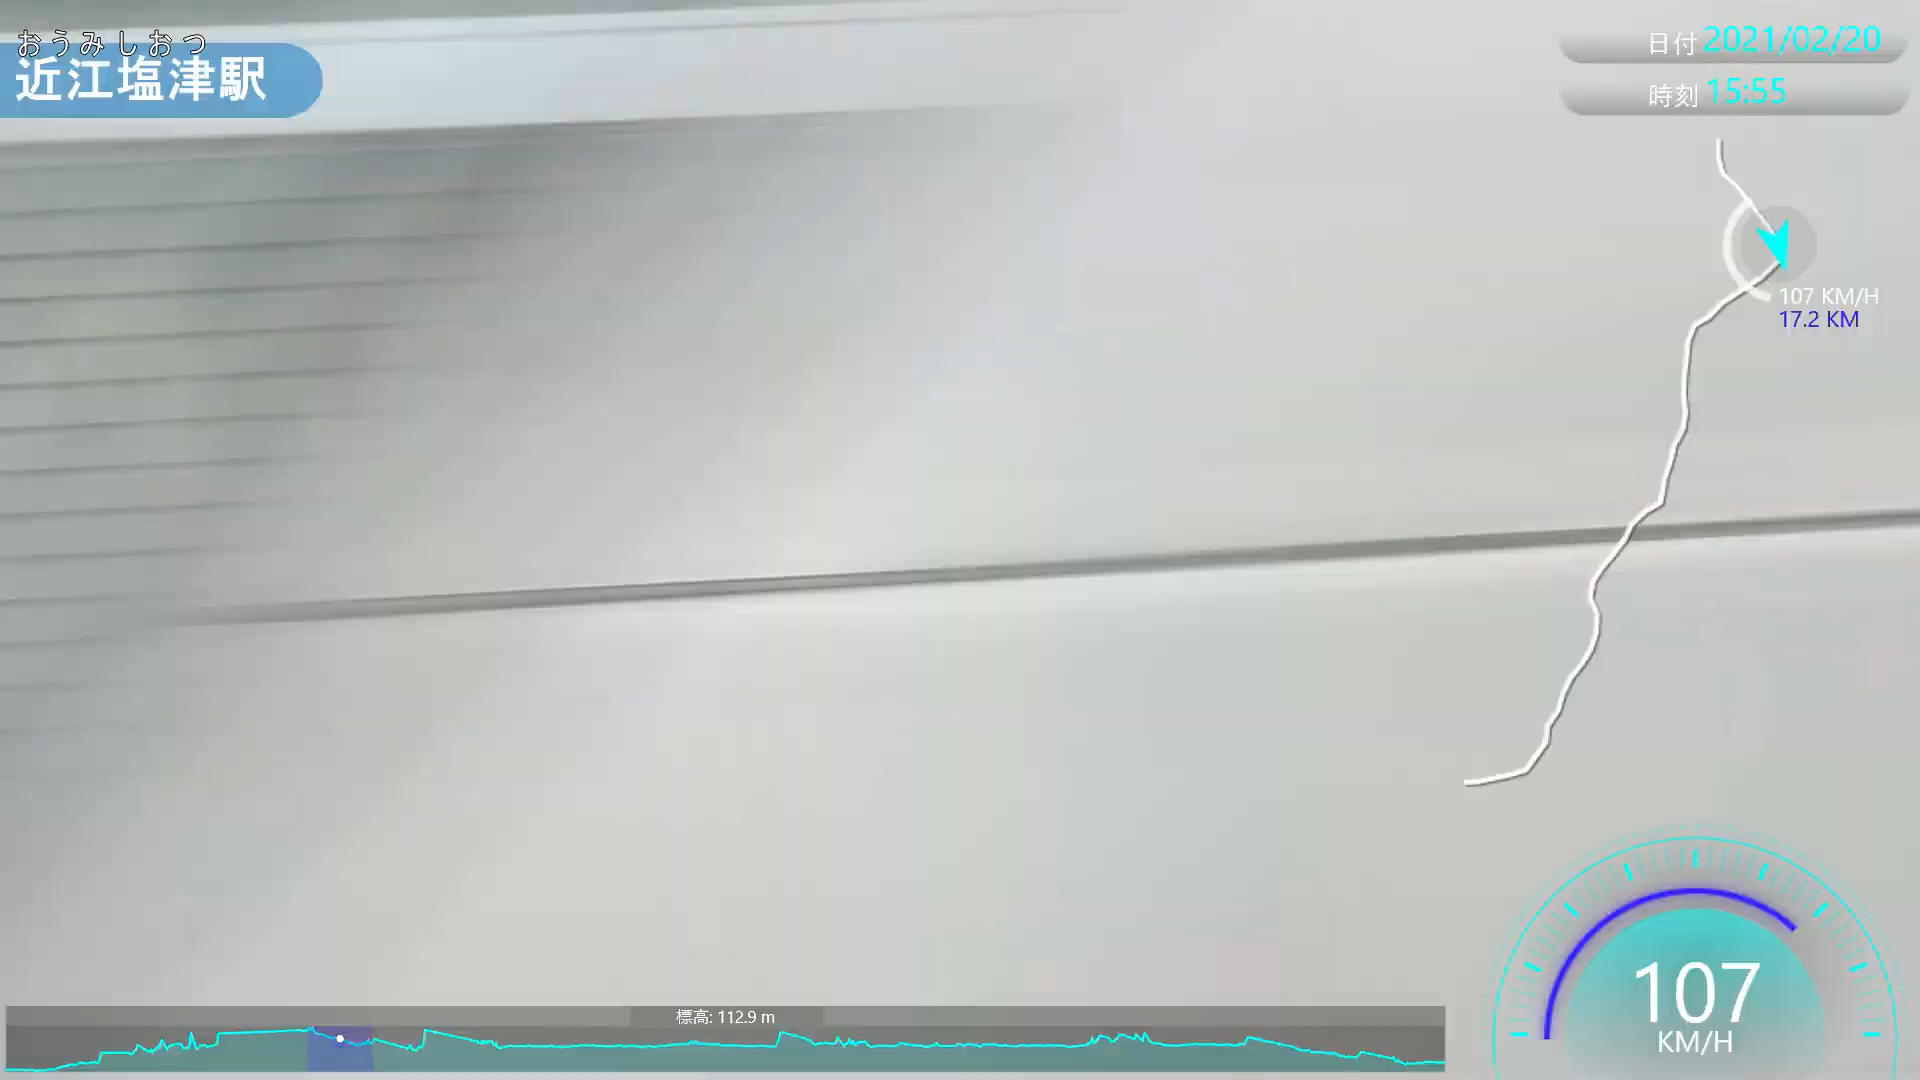 おうみしおつ
近江塩津駅
日付 2021/02/20
時刻 15:55
107 KM/H
17.2 KM
標高: 112.9 m
107
KM/H